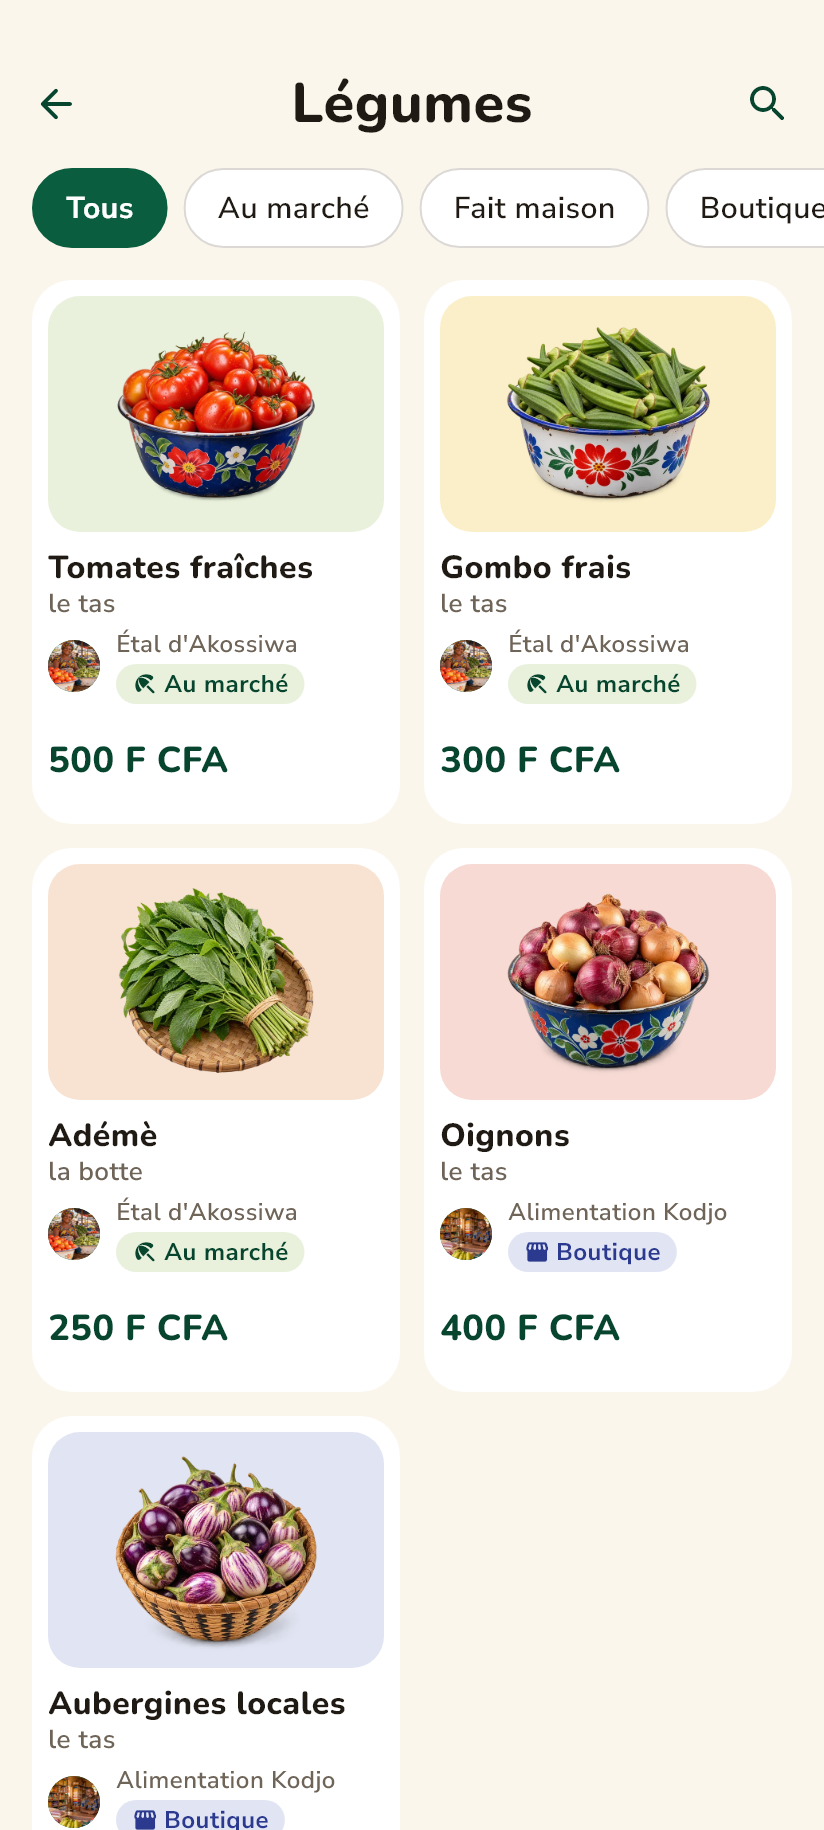 Légumes
Tous
Au marché
Fait maison
Boutique
Tomates fraîches
le tas
Étal d'Akossiwa
Au marché
500 F CFA
Gombo frais
le tas
Étal d'Akossiwa
Au marché
300 F CFA
Adémè
la botte
Étal d'Akossiwa
Au marché
250 F CFA
Oignons
le tas
Alimentation Kodjo
Boutique
400 F CFA
Aubergines locales
le tas
Alimentation Kodjo
Boutique